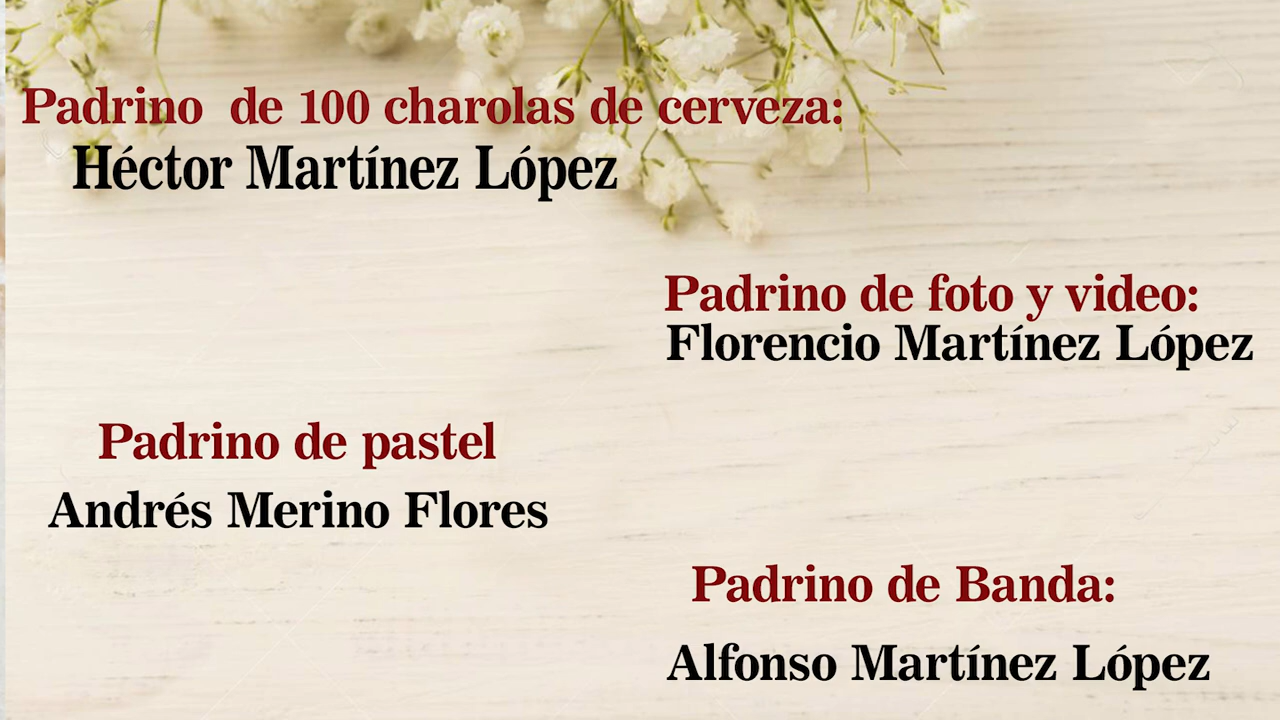 Padrino de 100 charolas de cerveza:
Héctor Martínez López
Padrino de foto y video:
Florencio Martínez López
Padrino de pastel
Andrés Merino Flores
Padrino de Banda:
Alfonso Martínez López